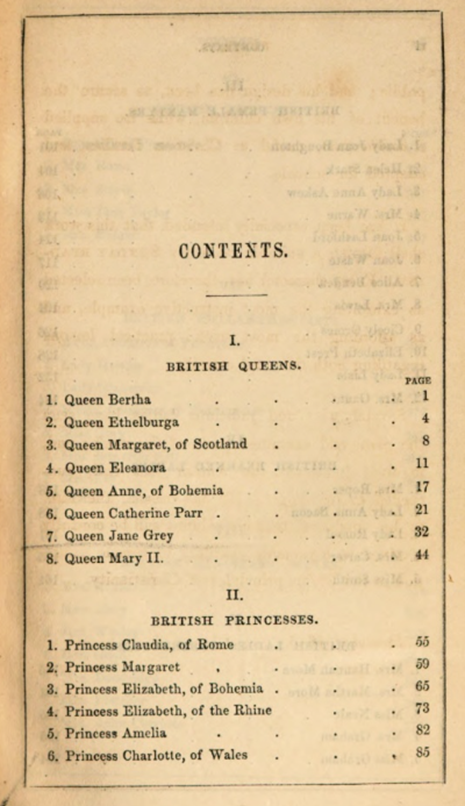 CONTENTS.
I.
BRITISH QUEENS.
PAGE
1. Queen Bertha . . . 1
2. Queen Ethelburga . . . . 4
3. Queen Margaret, of Scotland . . . 8
4. Queen Eleanora . . . . 11
5. Queen Anne, of Bohemia . . . 17
6. Queen Catherine Parr . . . . 21
7. Queen Jane Grey . . . . 32
8. Queen Mary II. . . . . 44
II.
BRITISH PRINCESSES.
1. Princess Claudia, of Rome . . . 55
2. Princess Margaret . . . . 59
3. Princess Elizabeth, of Bohemia . . . 65
4. Princess Elizabeth, of the Rhine . . 73
5. Princess Amelia . . . . 82
6. Princess Charlotte, of Wales . . . 85